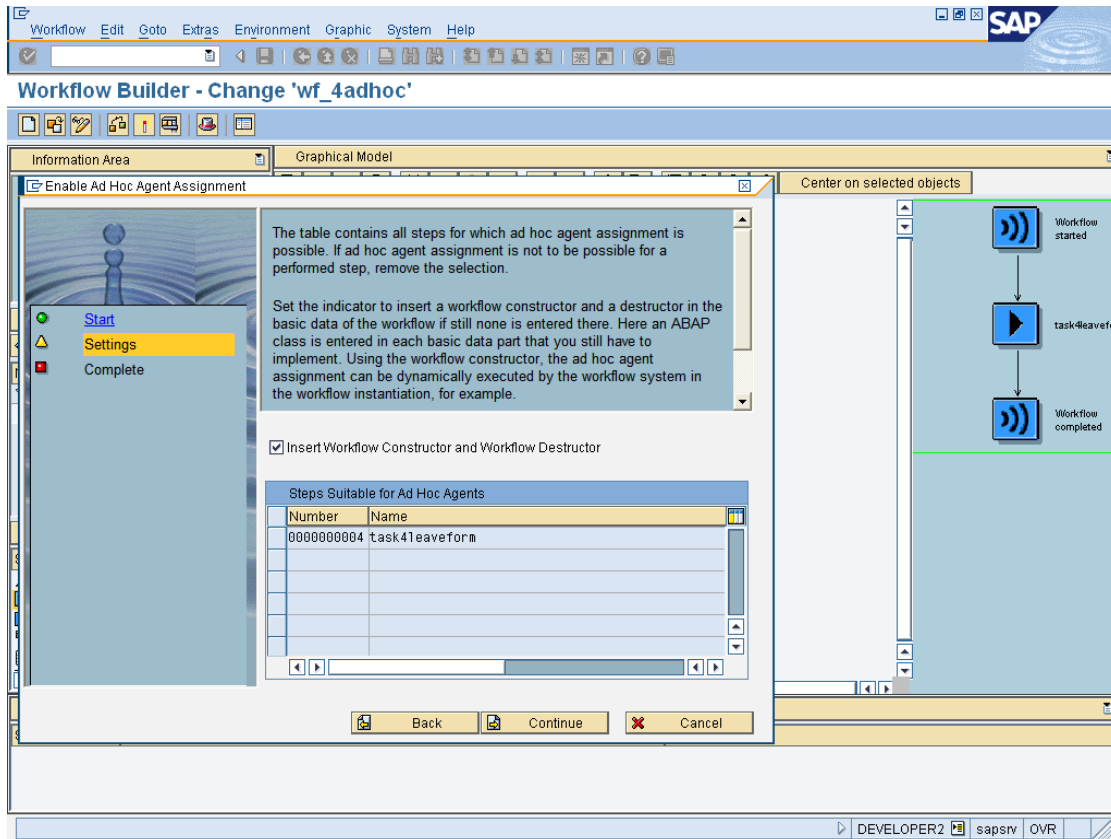 Workflow Edit Goto Extras Environment Graphic System Help
SAP
Workflow Builder - Change 'wf_4adhoc'
Information Area
Graphical Model
Enable Ad Hoc Agent Assignment
Center on selected objects
The table contains all steps for which ad hoc agent assignment is
possible. If ad hoc agent assignment is not to be possible for a
performed step, remove the selection.
Set the indicator to insert a workflow constructor and a destructor in the
basic data of the workflow if still none is entered there. Here an ABAP
class is entered in each basic data part that you still have to
implement. Using the workflow constructor, the ad hoc agent
assignment can be dynamically executed by the workflow system in
the workflow instantiation, for example.
Start
Settings
Complete
Workflow
started
task4leavef
Workflow
completed
Insert Workflow Constructor and Workflow Destructor
Steps Suitable for Ad Hoc Agents
Number Name
0000000004 task4leaveform
Back Continue Cancel
DEVELOPER2 sapsrv OVR